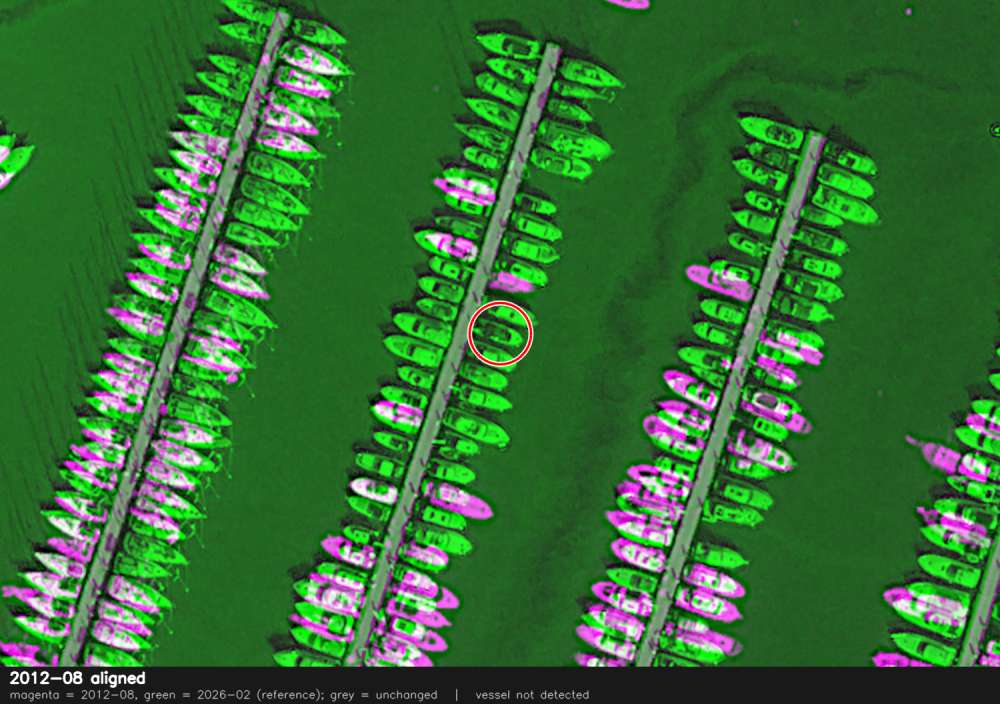 2012-08 aligned
magenta = 2012-08, green = 2026-02 (reference); grey = unchanged | vessel not detected